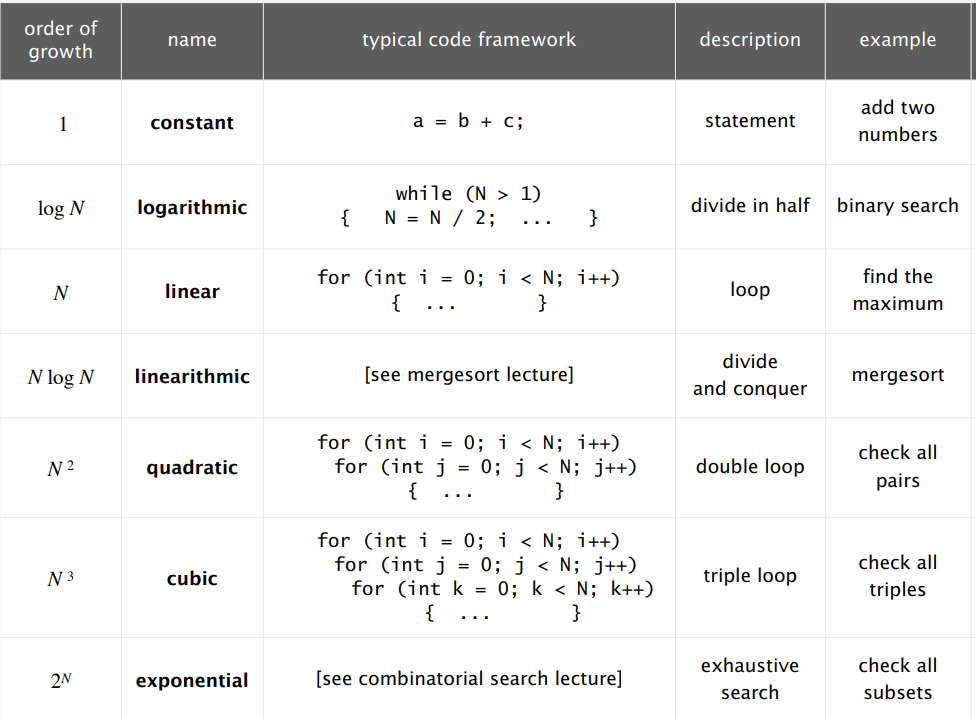 order of
growth
name
typical code framework
description
example
1
constant
a = b + c;
statement
add two
numbers
log N
logarithmic
while (N > 1)
{ N = N / 2; ... }
divide in half
binary search
N
linear
for (int i = 0; i < N; i++)
{ ... }
loop
find the
maximum
N log N
linearithmic
[see mergesort lecture]
divide
and conquer
mergesort
N²
quadratic
for (int i = 0; i < N; i++)
for (int j = 0; j < N; j++)
{ ... }
double loop
check all
pairs
N³
cubic
for (int i = 0; i < N; i++)
for (int j = 0; j < N; j++)
for (int k = 0; k < N; k++)
{ ... }
triple loop
check all
triples
2ᴺ
exponential
[see combinatorial search lecture]
exhaustive
search
check all
subsets